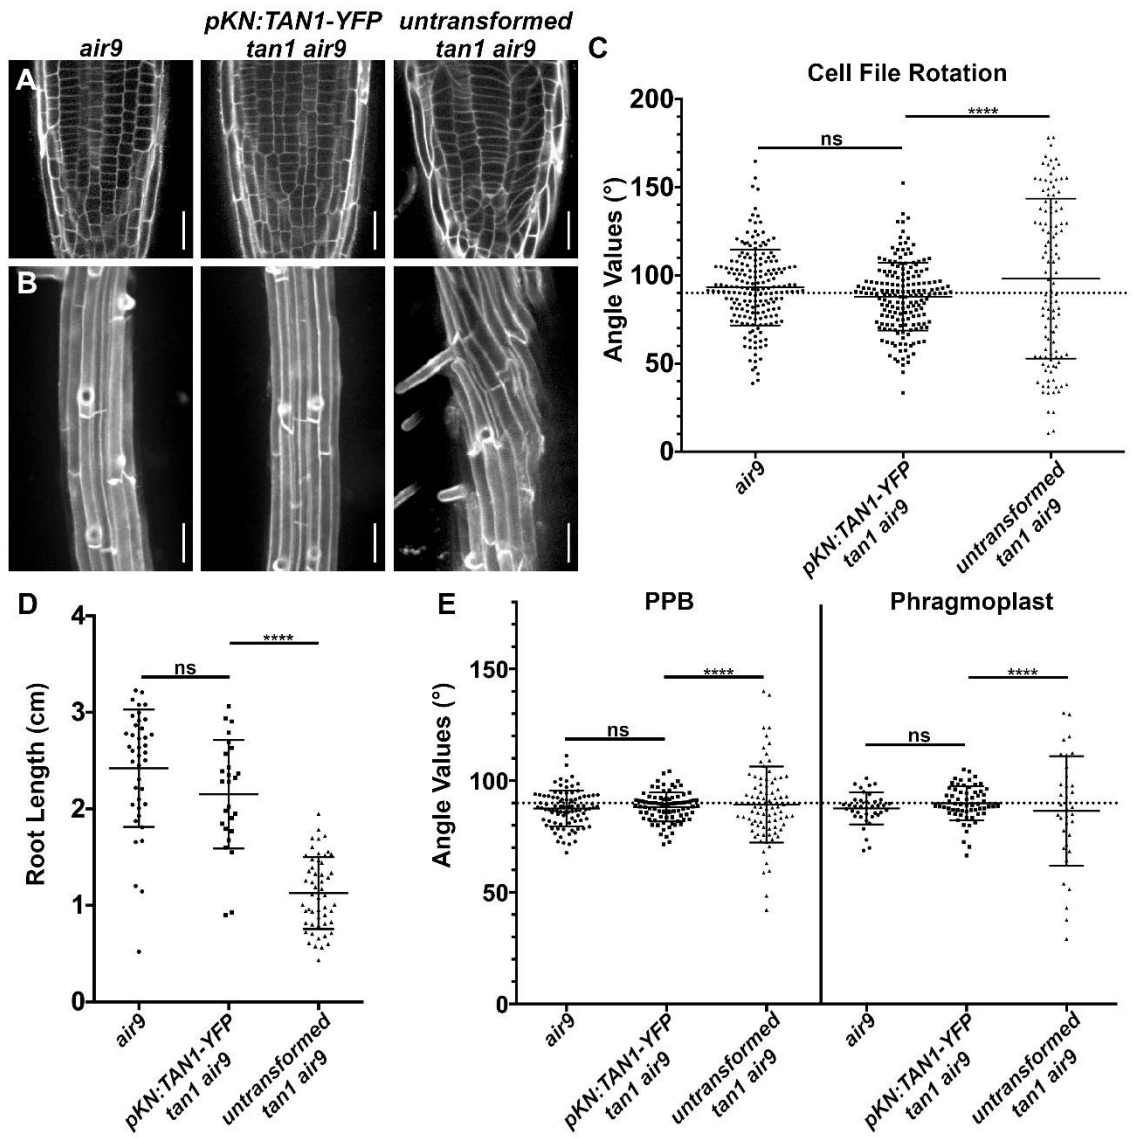 air9
pKN:TAN1-YFP
tan1 air9
untransformed
tan1 air9
A
B
C
Cell File Rotation
Angle Values (°)
200
150
100
50
0
ns
****
air9
pKN:TAN1-YFP
tan1 air9
untransformed
tan1 air9
D
Root Length (cm)
4
3
2
1
0
ns
****
air9
pKN:TAN1-YFP
tan1 air9
untransformed
tan1 air9
E
PPB
Phragmoplast
Angle Values (°)
150
100
50
0
ns
****
ns
****
air9
pKN:TAN1-YFP
tan1 air9
untransformed
tan1 air9
air9
pKN:TAN1-YFP
tan1 air9
untransformed
tan1 air9